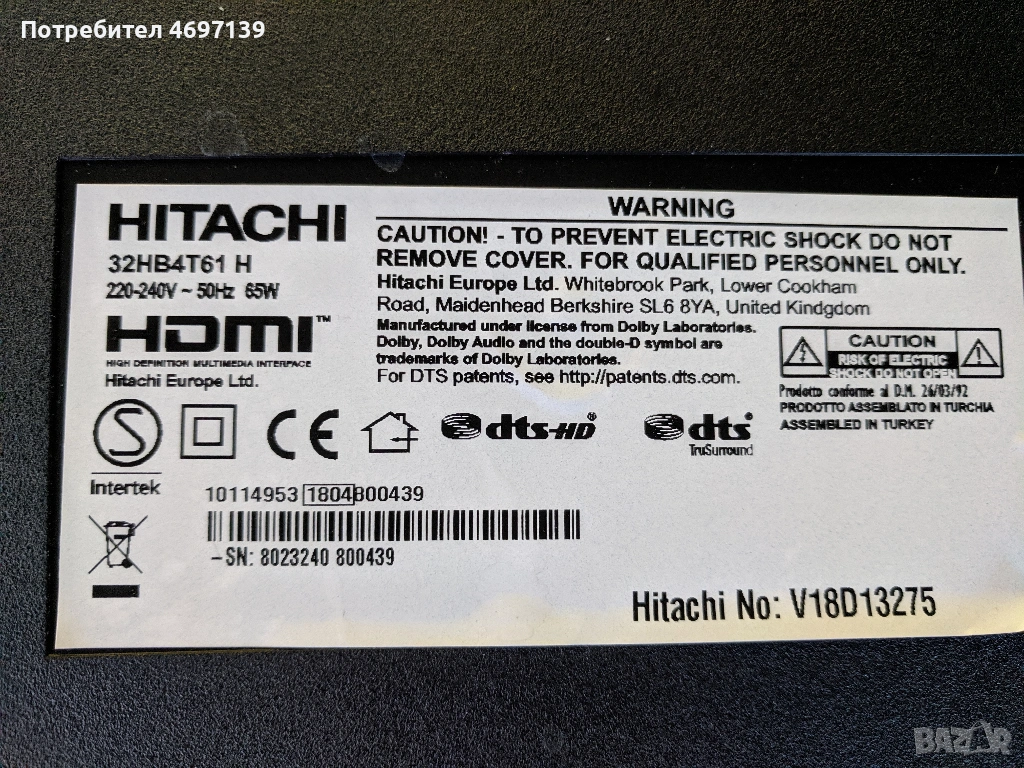 Потребител 4697139
HITACHI
32HB4T61 H
220-240V ~ 50Hz 65W
HDMI™
HIGH DEFINITION MULTIMEDIA INTERFACE
Hitachi Europe Ltd.
WARNING
CAUTION! - TO PREVENT ELECTRIC SHOCK DO NOT
REMOVE COVER. FOR QUALIFIED PERSONNEL ONLY.
Hitachi Europe Ltd. Whitebrook Park, Lower Cookham
Road, Maidenhead Berkshire SL6 8YA, United Kindgdom
Manufactured under license from Dolby Laboratories.
Dolby, Dolby Audio and the double-D symbol are
trademarks of Dolby Laboratories.
For DTS patents, see http://patents.dts.com.
CAUTION
RISK OF ELECTRIC
SHOCK DO NOT OPEN
Prodotto conforme al D.M. 26/03/92
PRODOTTO ASSEMBLATO IN TURCHIA
ASSEMBLED IN TURKEY
S
Intertek
CE
dts-HD®
dts®
TruSurround
10114953 1804800439
-SN: 8023240 800439
Hitachi No: V18D13275
BAZAR